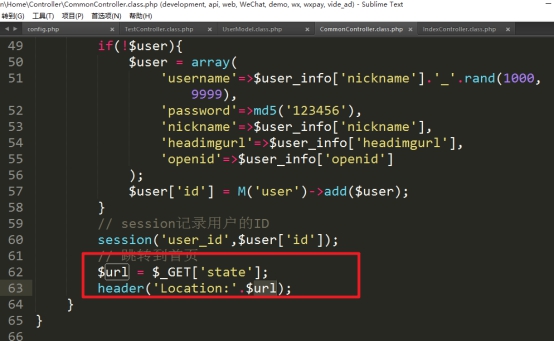 n\Home\Controller\CommonController.class.php (development, api, web, WeChat, demo, wx, wxpay, vide_ad) - Sublime Text
转到(G) 工具(T) 项目(P) 首选项(N) 帮助(H)
config.php TestController.class.php UserModel.class.php CommonController.class.php IndexController.class.php
49 if(!$user){
50 $user = array(
51 'username'=>$user_info['nickname'].'_'.rand(1000,
9999),
52 'password'=>md5('123456'),
53 'nickname'=>$user_info['nickname'],
54 'headimgurl'=>$user_info['headimgurl'],
55 'openid'=>$user_info['openid']
56 );
57 $user['id'] = M('user')->add($user);
58 }
59 // session记录用户的ID
60 session('user_id',$user['id']);
61 // 跳转到首页
62 $url = $_GET['state'];
63 header('Location:'.$url);
64 }
65 }
66